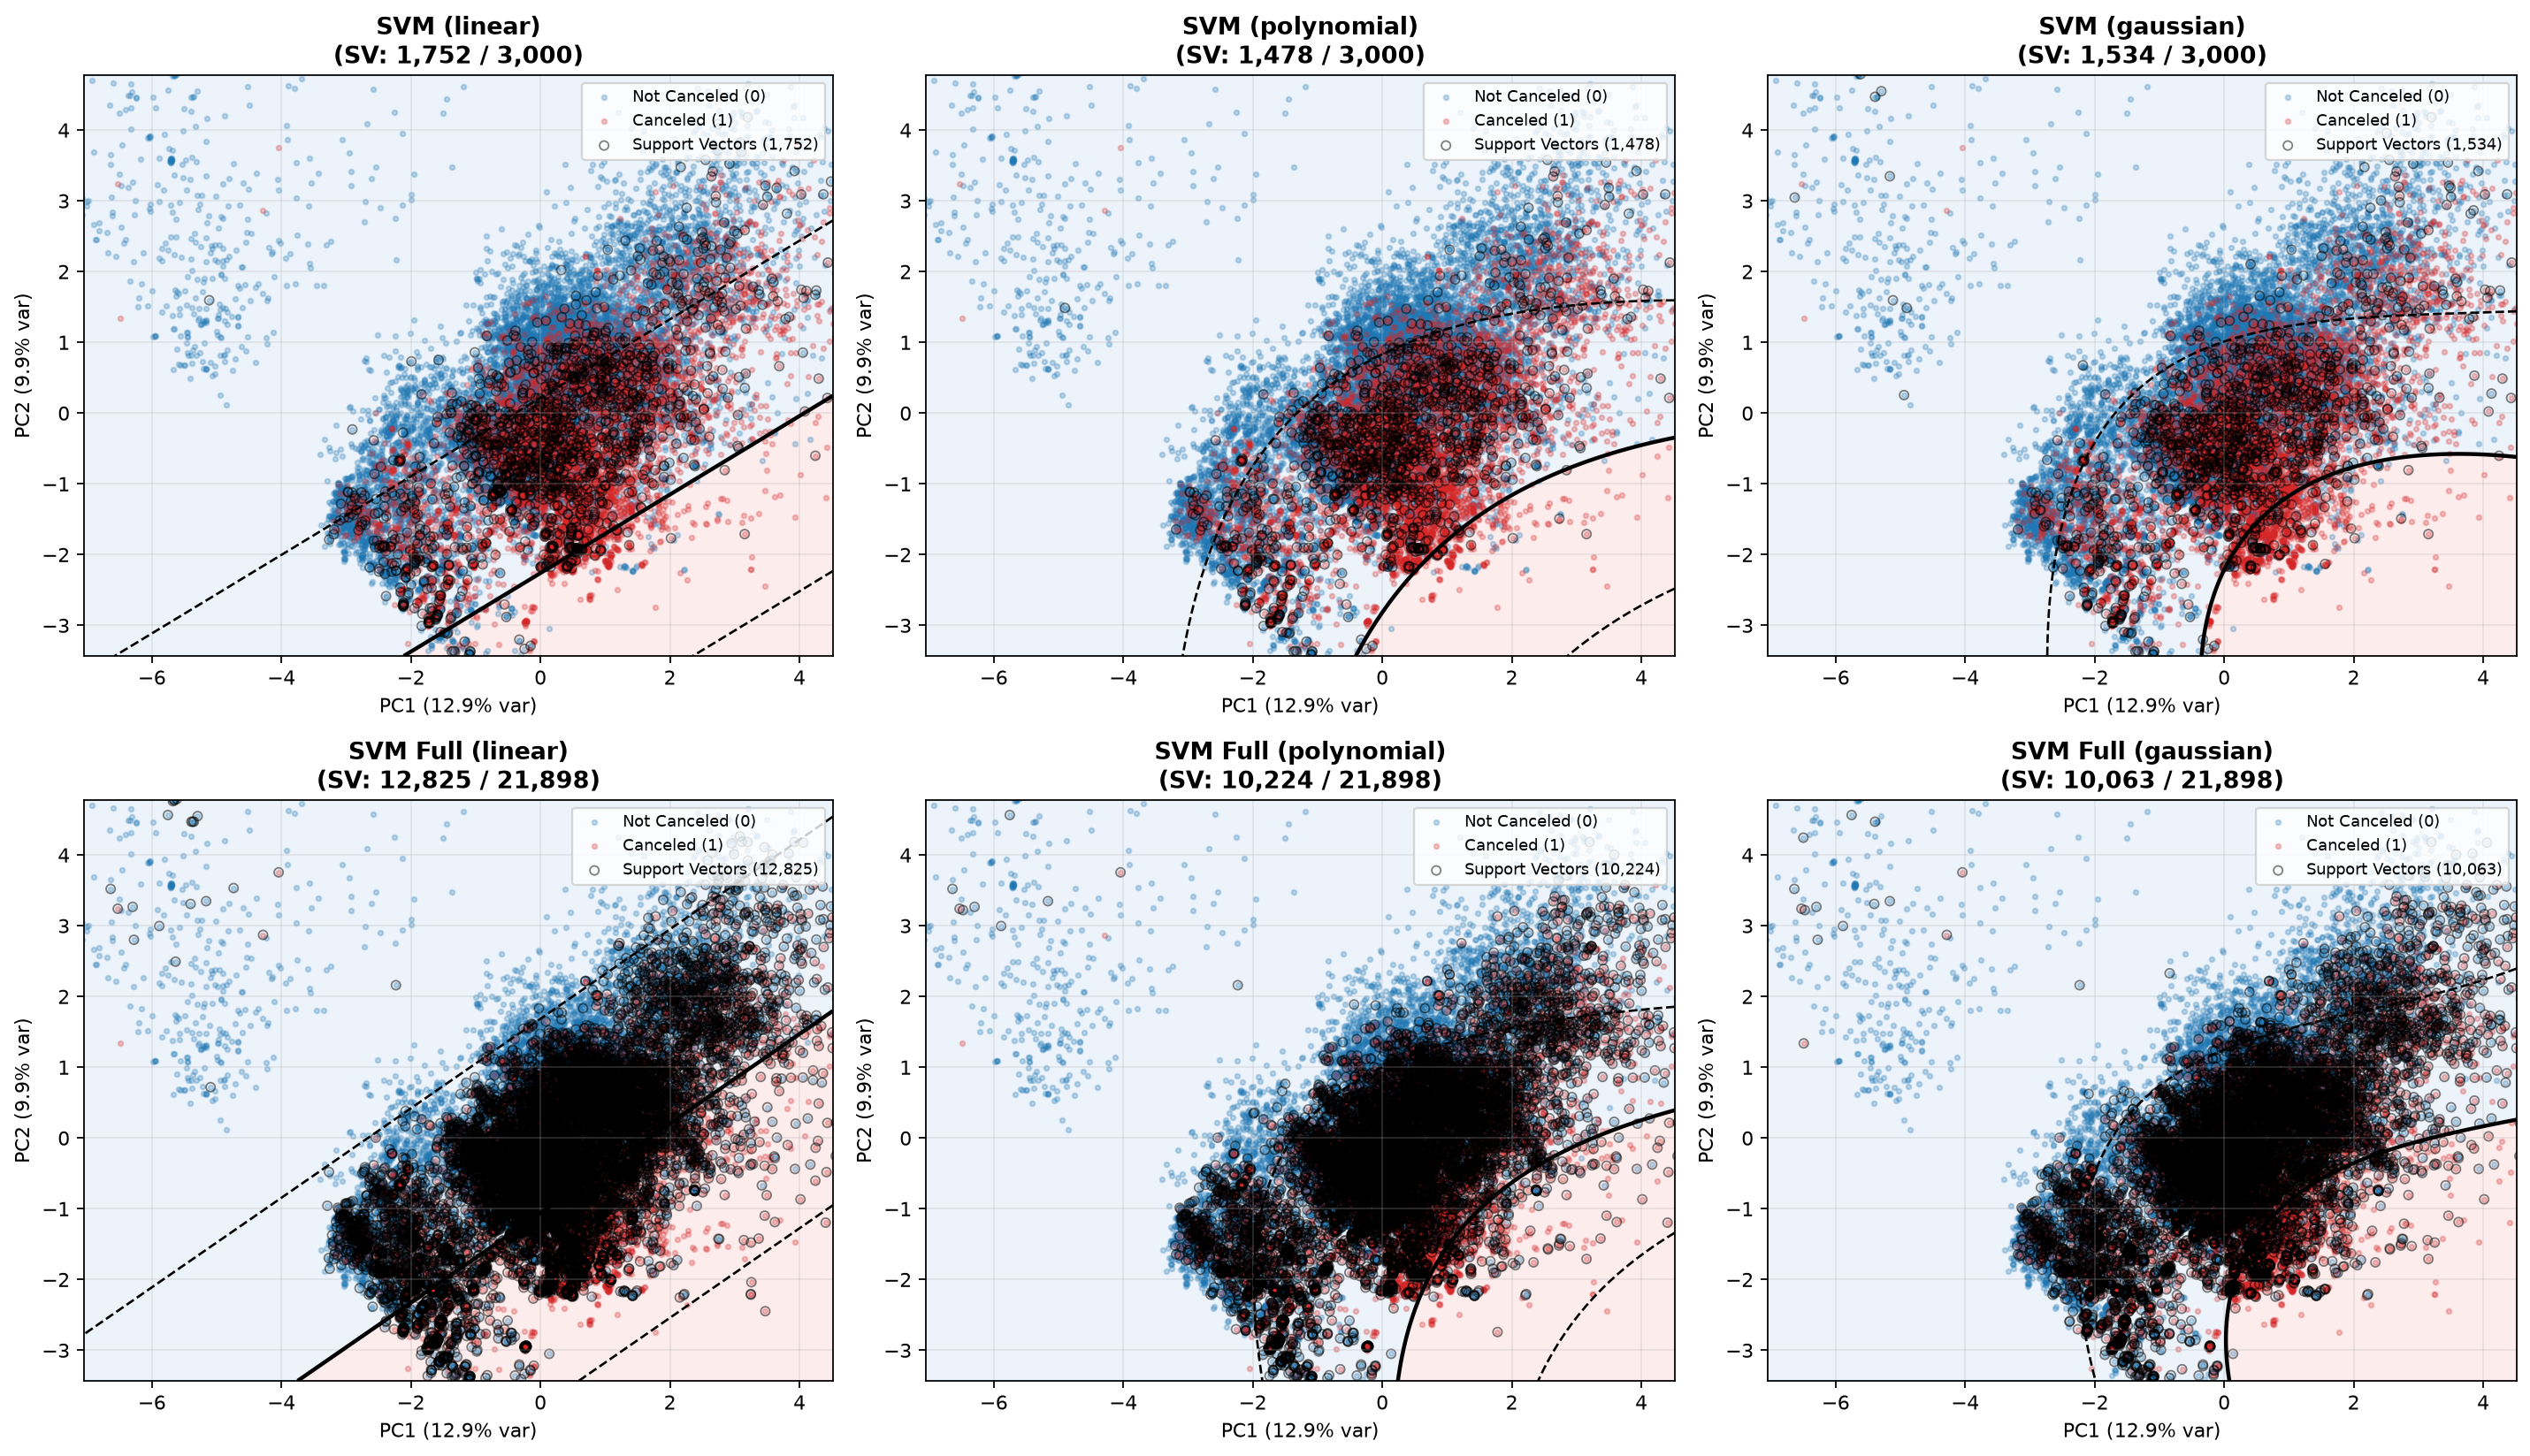 SVM (linear)
(SV: 1,752 / 3,000)
Not Canceled (0)
Canceled (1)
Support Vectors (1,752)
4
3
2
1
0
−1
−2
−3
PC2 (9.9% var)
−6 −4 −2 0 2 4
PC1 (12.9% var)
SVM (polynomial)
(SV: 1,478 / 3,000)
Not Canceled (0)
Canceled (1)
Support Vectors (1,478)
4
3
2
1
0
−1
−2
−3
PC2 (9.9% var)
−6 −4 −2 0 2 4
PC1 (12.9% var)
SVM (gaussian)
(SV: 1,534 / 3,000)
Not Canceled (0)
Canceled (1)
Support Vectors (1,534)
4
3
2
1
0
−1
−2
−3
PC2 (9.9% var)
−6 −4 −2 0 2 4
PC1 (12.9% var)
SVM Full (linear)
(SV: 12,825 / 21,898)
Not Canceled (0)
Canceled (1)
Support Vectors (12,825)
4
3
2
1
0
−1
−2
−3
PC2 (9.9% var)
−6 −4 −2 0 2 4
PC1 (12.9% var)
SVM Full (polynomial)
(SV: 10,224 / 21,898)
Not Canceled (0)
Canceled (1)
Support Vectors (10,224)
4
3
2
1
0
−1
−2
−3
PC2 (9.9% var)
−6 −4 −2 0 2 4
PC1 (12.9% var)
SVM Full (gaussian)
(SV: 10,063 / 21,898)
Not Canceled (0)
Canceled (1)
Support Vectors (10,063)
4
3
2
1
0
−1
−2
−3
PC2 (9.9% var)
−6 −4 −2 0 2 4
PC1 (12.9% var)